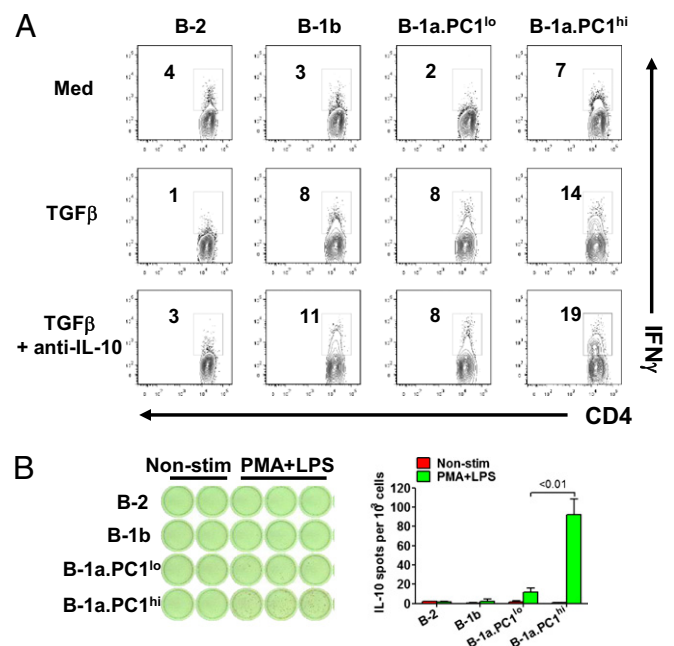 A
B-2 B-1b B-1a.PC1lo B-1a.PC1hi
Med
4 3 2 7
TGFβ
1 8 8 14
TGFβ
+ anti-IL-10
3 11 8 19
IFNγ
CD4
B
Non-stim PMA+LPS
B-2
B-1b
B-1a.PC1lo
B-1a.PC1hi
Non-stim
PMA+LPS
<0.01
IL-10 spots per 10 cells
120
100
80
60
40
20
0
B-2 B-1b B-1a.PC1lo B-1a.PC1hi